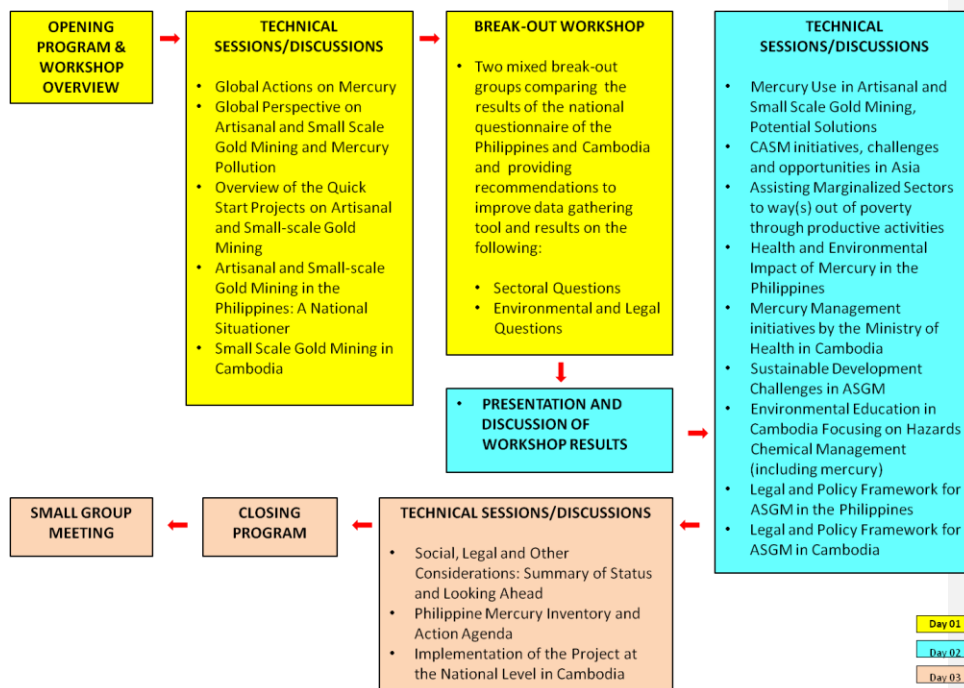 OPENING
PROGRAM &
WORKSHOP
OVERVIEW
TECHNICAL
SESSIONS/DISCUSSIONS
• Global Actions on Mercury
• Global Perspective on
Artisanal and Small Scale
Gold Mining and Mercury
Pollution
• Overview of the Quick
Start Projects on Artisanal
and Small-scale Gold
Mining
• Artisanal and Small-scale
Gold Mining in the
Philippines: A National
Situationer
• Small Scale Gold Mining in
Cambodia
BREAK-OUT WORKSHOP
• Two mixed break-out
groups comparing the
results of the national
questionnaire of the
Philippines and Cambodia
and providing
recommendations to
improve data gathering
tool and results on the
following:
• Sectoral Questions
• Environmental and Legal
Questions
• PRESENTATION AND
DISCUSSION OF
WORKSHOP RESULTS
TECHNICAL
SESSIONS/DISCUSSIONS
• Mercury Use in Artisanal and
Small Scale Gold Mining,
Potential Solutions
• CASM initiatives, challenges
and opportunities in Asia
• Assisting Marginalized Sectors
to way(s) out of poverty
through productive activities
• Health and Environmental
Impact of Mercury in the
Philippines
• Mercury Management
initiatives by the Ministry of
Health in Cambodia
• Sustainable Development
Challenges in ASGM
• Environmental Education in
Cambodia Focusing on Hazards
Chemical Management
(including mercury)
• Legal and Policy Framework for
ASGM in the Philippines
• Legal and Policy Framework for
ASGM in Cambodia
TECHNICAL SESSIONS/DISCUSSIONS
• Social, Legal and Other
Considerations: Summary of Status
and Looking Ahead
• Philippine Mercury Inventory and
Action Agenda
• Implementation of the Project at
the National Level in Cambodia
CLOSING
PROGRAM
SMALL GROUP
MEETING
Day 01
Day 02
Day 03